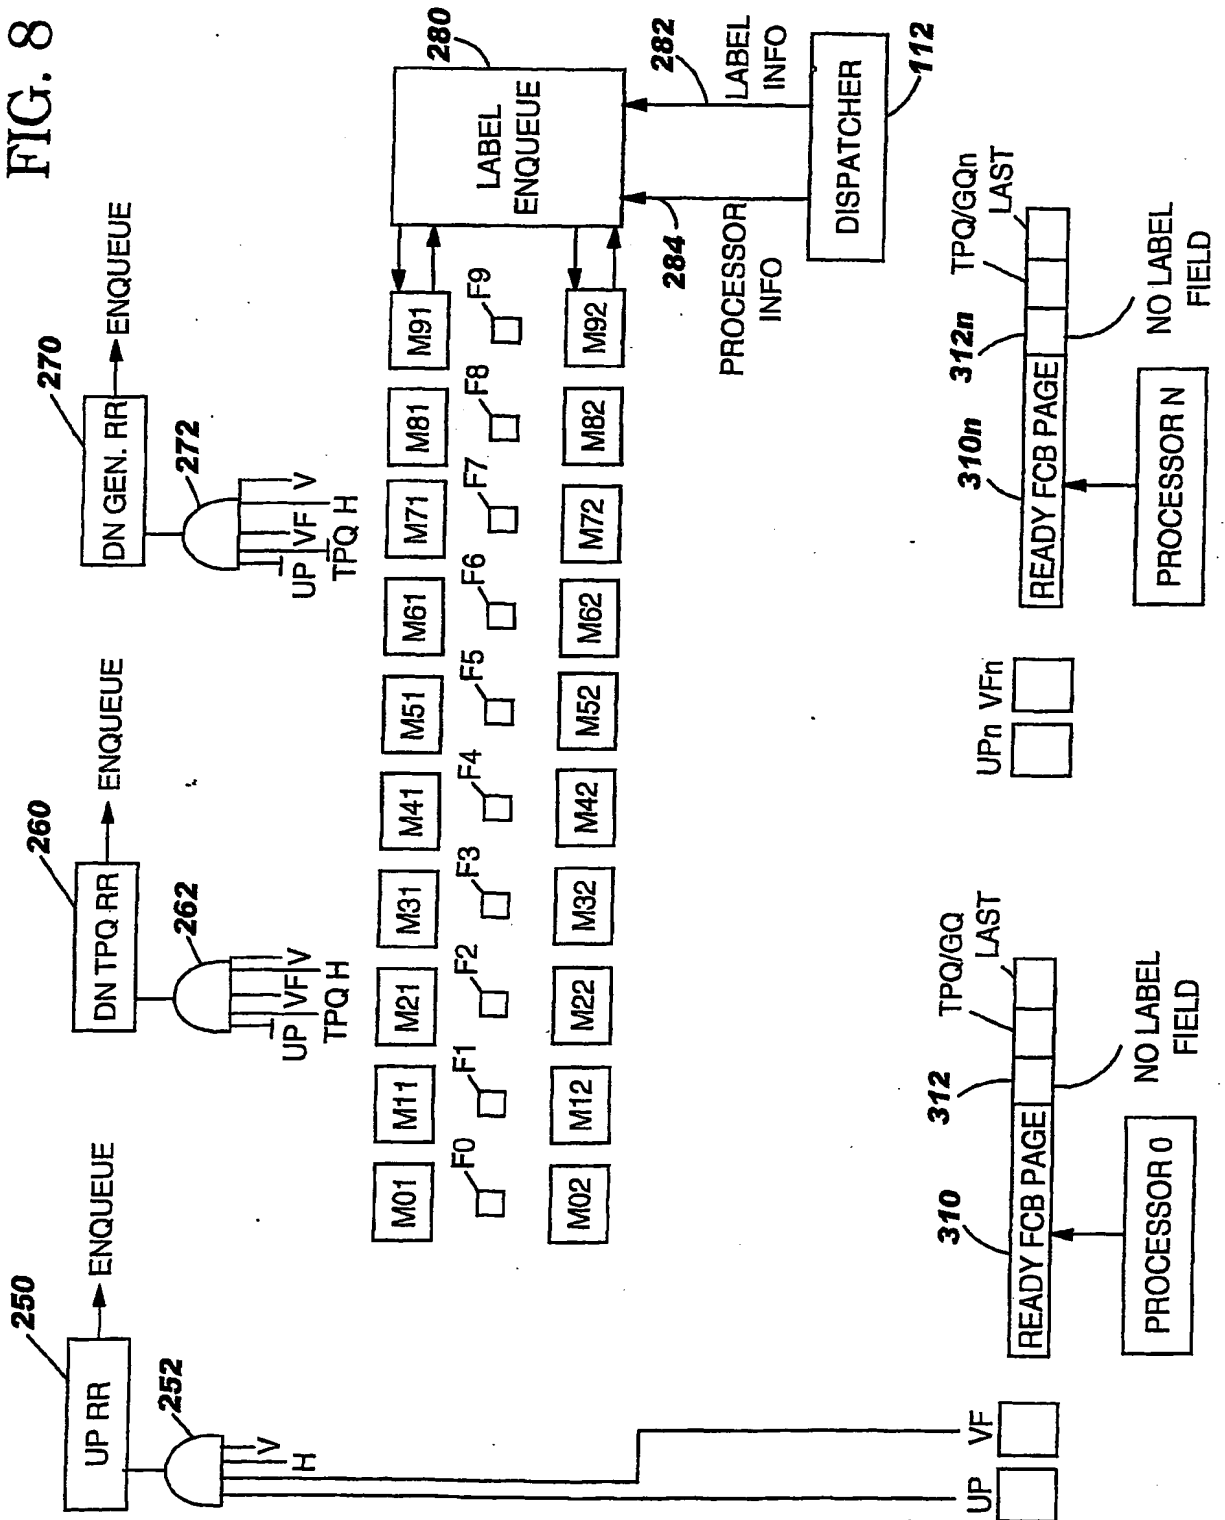 FIG. 8
250
UP RR
ENQUEUE
252
V
H
260
DN TPQ RR
ENQUEUE
262
UP
VF
V
TPQ
H
270
DN GEN. RR
ENQUEUE
272
UP
VF
V
TPQ
H
M01
M11
M21
M31
M41
M51
M61
M71
M81
M91
F0
F1
F2
F3
F4
F5
F6
F7
F8
F9
M02
M12
M22
M32
M42
M52
M62
M72
M82
M92
280
LABEL
ENQUEUE
282
LABEL
INFO
284
PROCESSOR
INFO
DISPATCHER
112
UP
VF
310
READY FCB PAGE
312
TPQ/GQ
LAST
NO LABEL
FIELD
PROCESSOR 0
UPn
VFn
310n
READY FCB PAGE
312n
TPQ/GQn
LAST
NO LABEL
FIELD
PROCESSOR N